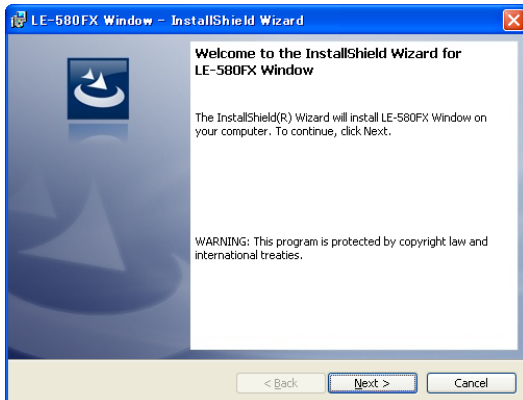 LE-580FX Window - InstallShield Wizard
Welcome to the InstallShield Wizard for
LE-580FX Window
The InstallShield(R) Wizard will install LE-580FX Window on
your computer. To continue, click Next.
WARNING: This program is protected by copyright law and
international treaties.
< Back
Next >
Cancel